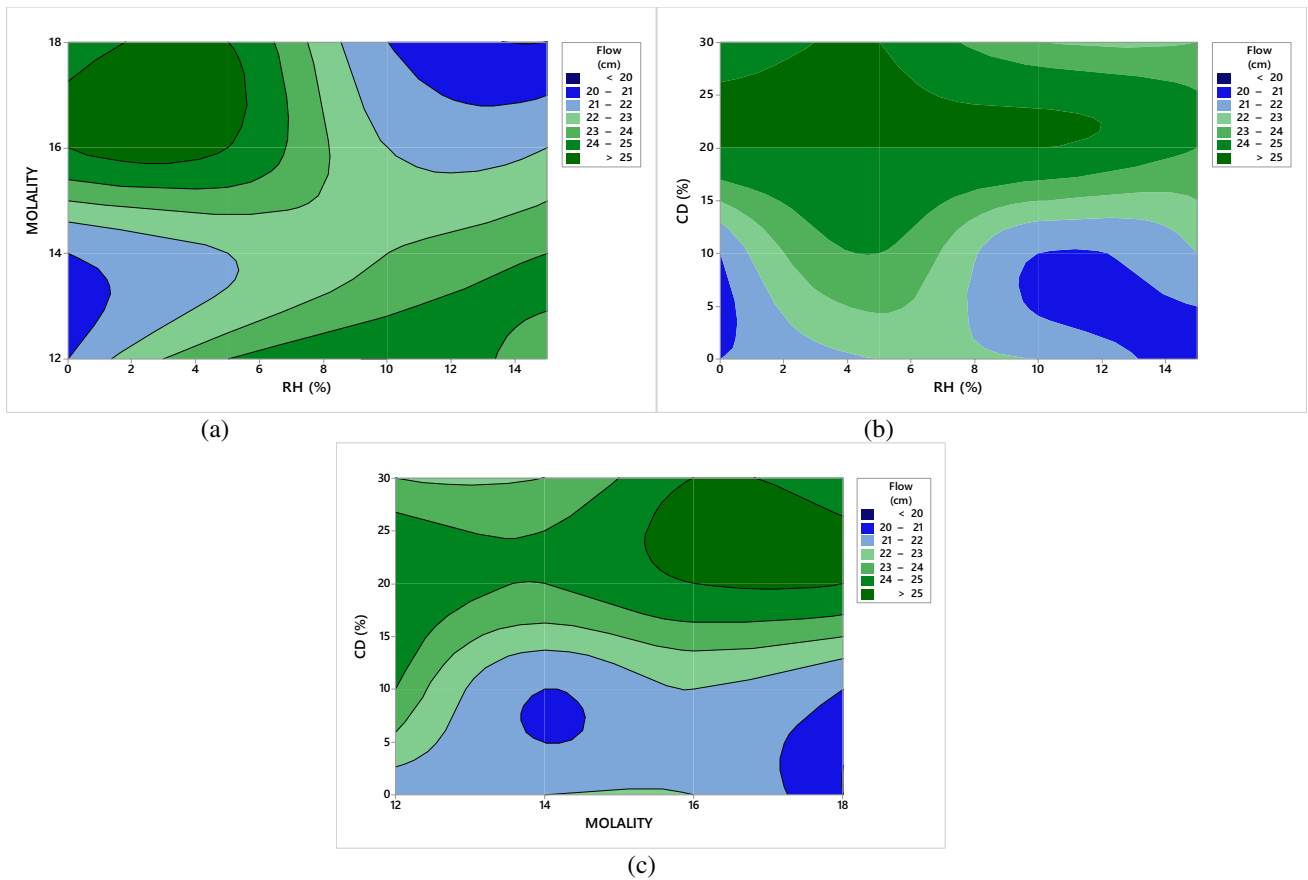 18
16
14
12
MOLALITY
0 2 4 6 8 10 12 14
RH (%)
Flow
(cm)
< 20
20 – 21
21 – 22
22 – 23
23 – 24
24 – 25
> 25
(a)
30
25
20
15
10
5
0
CD (%)
0 2 4 6 8 10 12 14
RH (%)
Flow
(cm)
< 20
20 – 21
21 – 22
22 – 23
23 – 24
24 – 25
> 25
(b)
30
25
20
15
10
5
0
CD (%)
12 14 16 18
MOLALITY
Flow
(cm)
< 20
20 – 21
21 – 22
22 – 23
23 – 24
24 – 25
> 25
(c)